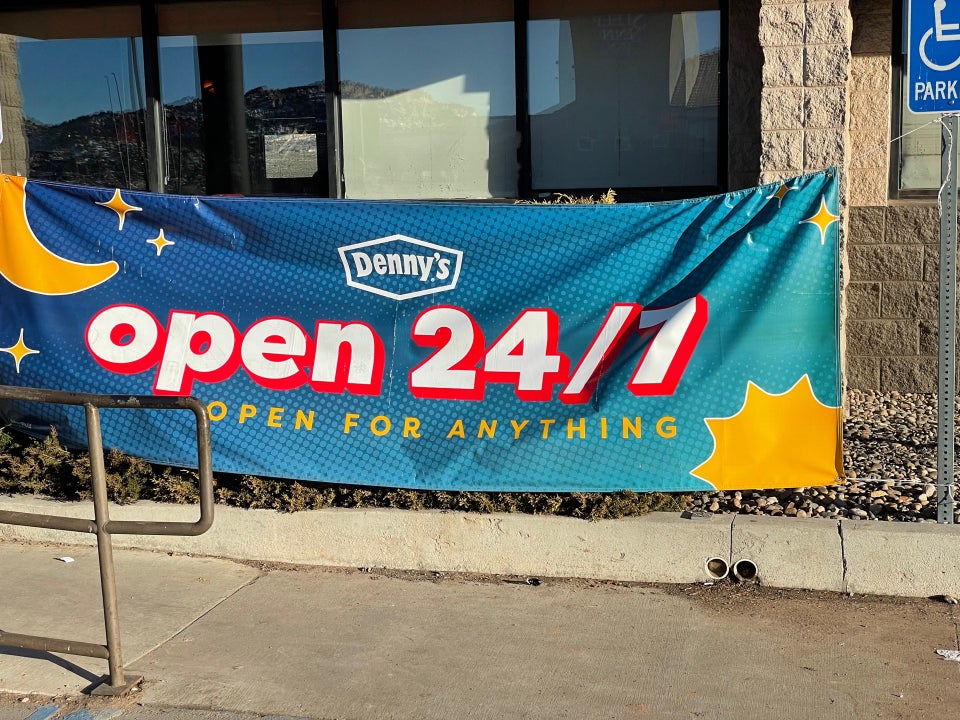 PARK
Denny's
open 24/7
OPEN FOR ANYTHING